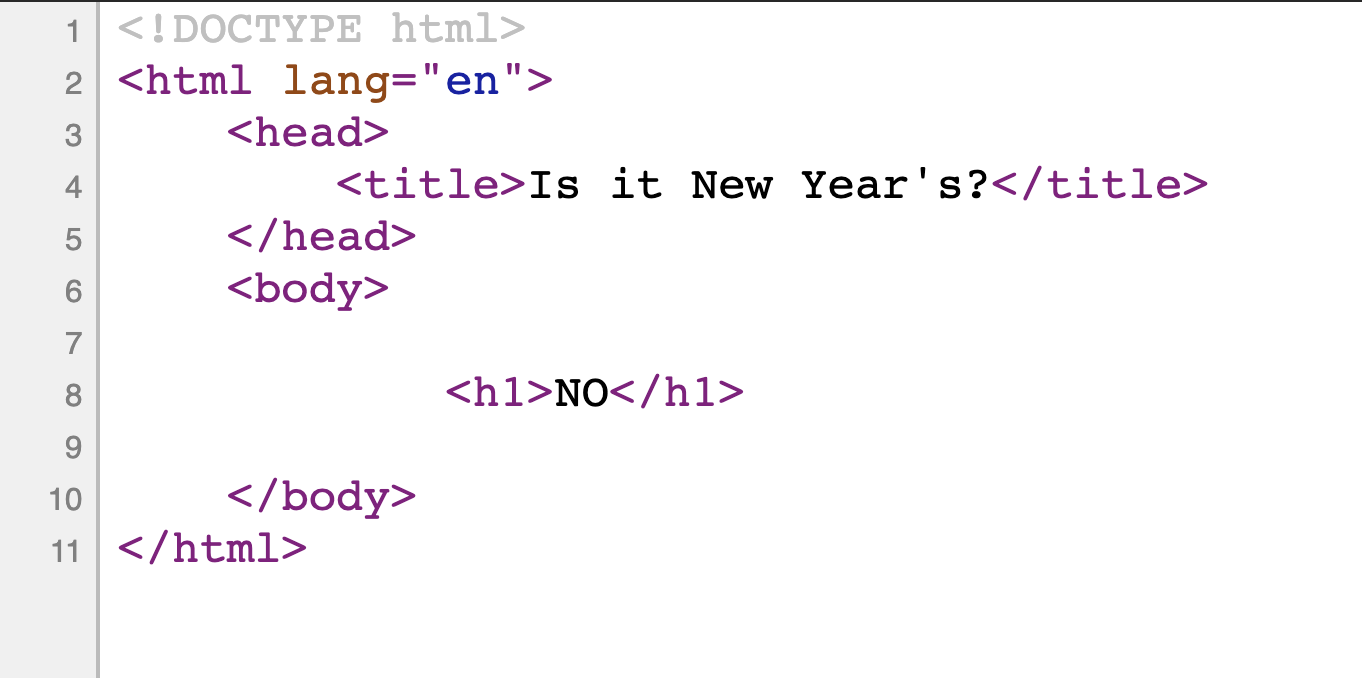 1 <!DOCTYPE html>
2 <html lang="en">
3     <head>
4         <title>Is it New Year's?</title>
5     </head>
6     <body>
7
8             <h1>NO</h1>
9
10     </body>
11 </html>